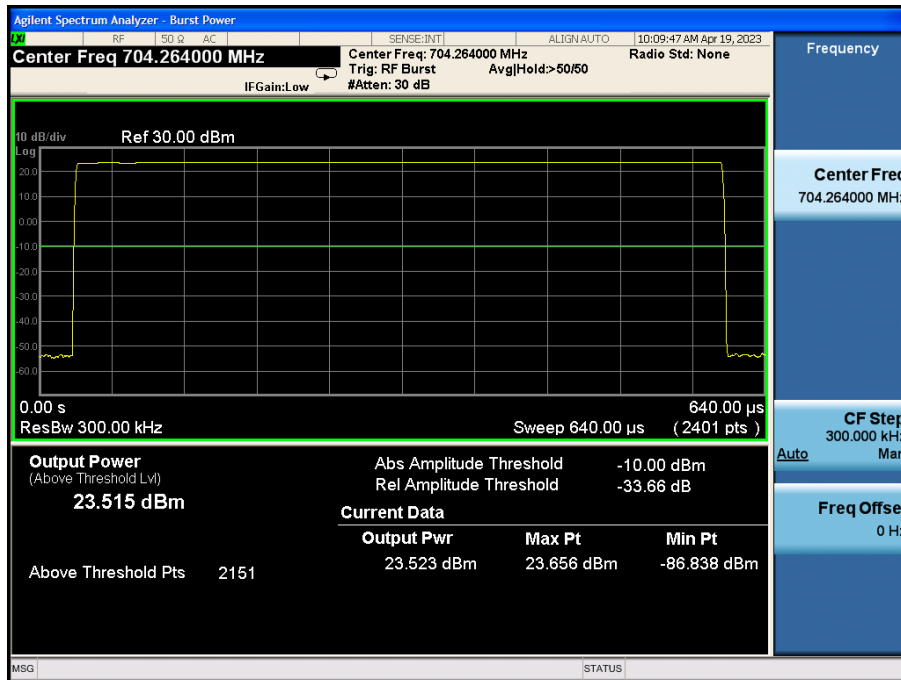 Agilent Spectrum Analyzer - Burst Power
LXI RF 50 Ω AC SENSE:INT ALIGN AUTO 10:09:47 AM Apr 19, 2023
Center Freq 704.264000 MHz
IFGain:Low
Center Freq: 704.264000 MHz
Trig: RF Burst Avg|Hold:>50/50
#Atten: 30 dB
Radio Std: None
10 dB/div Ref 30.00 dBm
Log
20.0
10.0
0.00
-10.0
-20.0
-30.0
-40.0
-50.0
-60.0
0.00 s 640.00 µs
ResBw 300.00 kHz Sweep 640.00 µs (2401 pts )
Output Power
(Above Threshold Lvl)
23.515 dBm
Above Threshold Pts 2151
Abs Amplitude Threshold -10.00 dBm
Rel Amplitude Threshold -33.66 dB
Current Data
Output Pwr Max Pt Min Pt
23.523 dBm 23.656 dBm -86.838 dBm
Frequency
Center Freq
704.264000 MHz
CF Step
300.000 kHz
Auto Man
Freq Offse
0 Hz
MSG STATUS